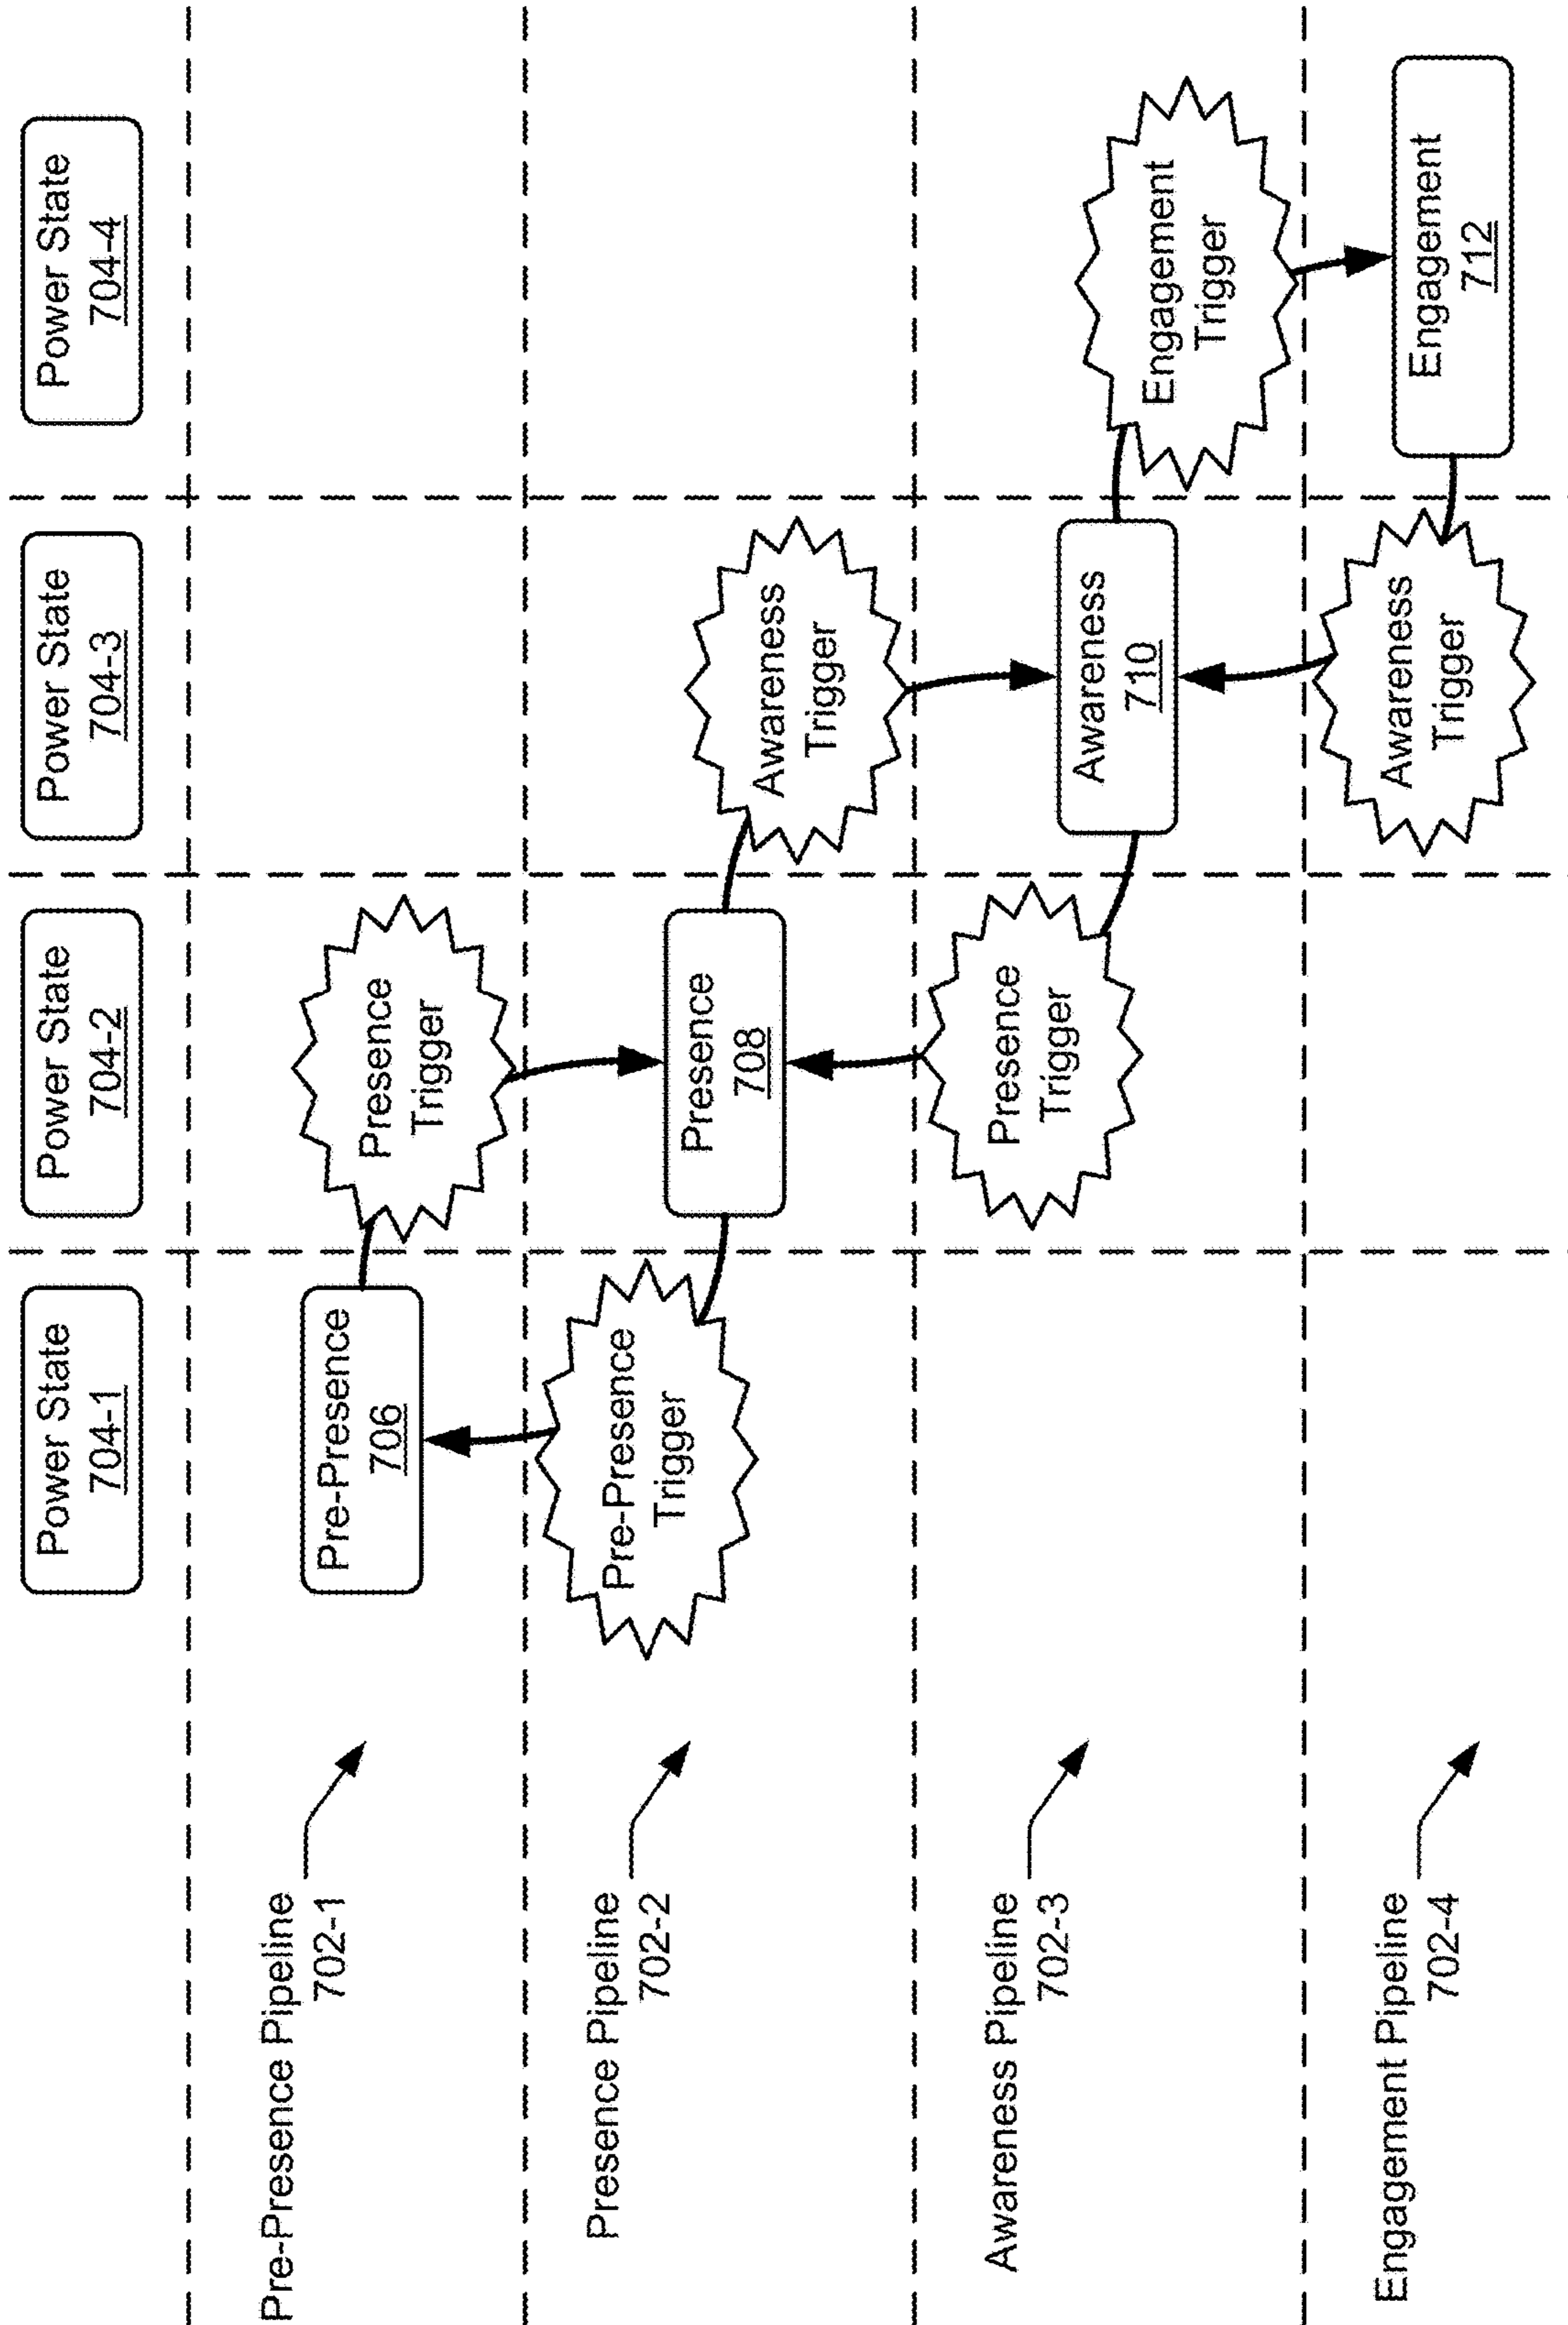 Power State
704-1
Power State
704-2
Power State
704-3
Power State
704-4
Pre-Presence Pipeline
702-1
Pre-Presence
706
Presence
Trigger
Presence Pipeline
702-2
Pre-Presence
Trigger
Presence
708
Awareness
Trigger
Awareness Pipeline
702-3
Presence
Trigger
Awareness
710
Engagement
Trigger
Engagement Pipeline
702-4
Awareness
Trigger
Engagement
712